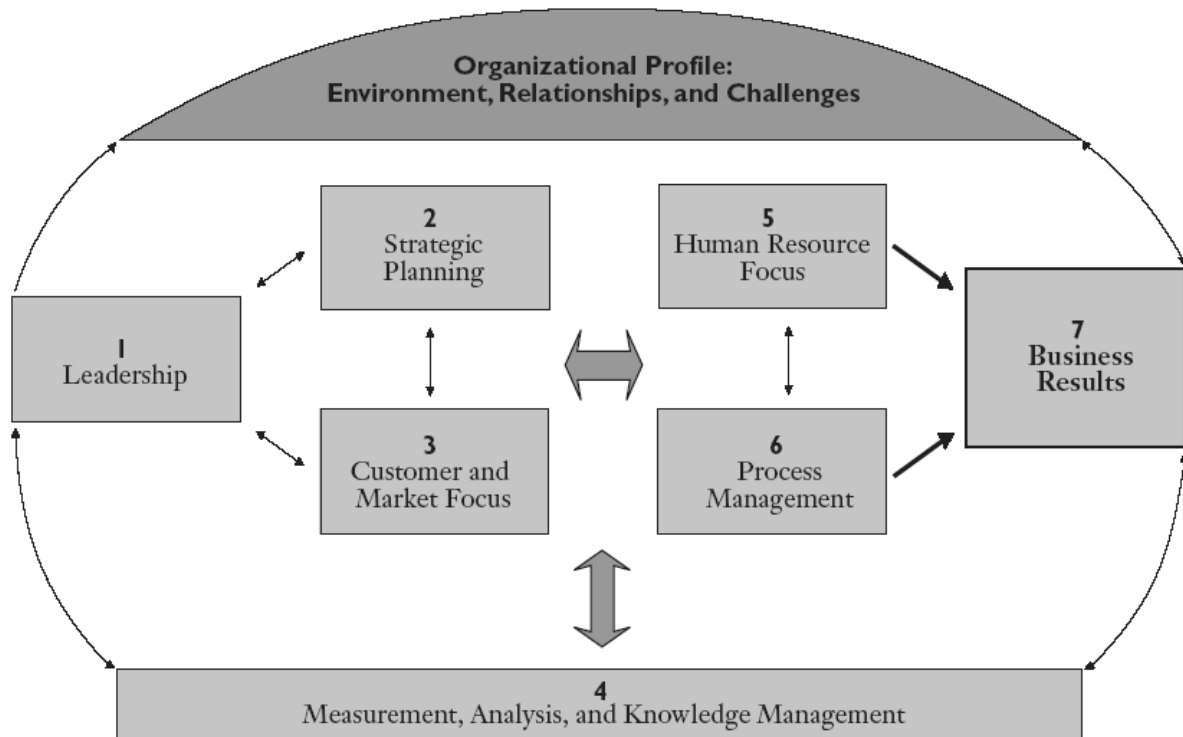 Organizational Profile:
Environment, Relationships, and Challenges
2
Strategic
Planning
5
Human Resource
Focus
1
Leadership
7
Business
Results
3
Customer and
Market Focus
6
Process
Management
4
Measurement, Analysis, and Knowledge Management